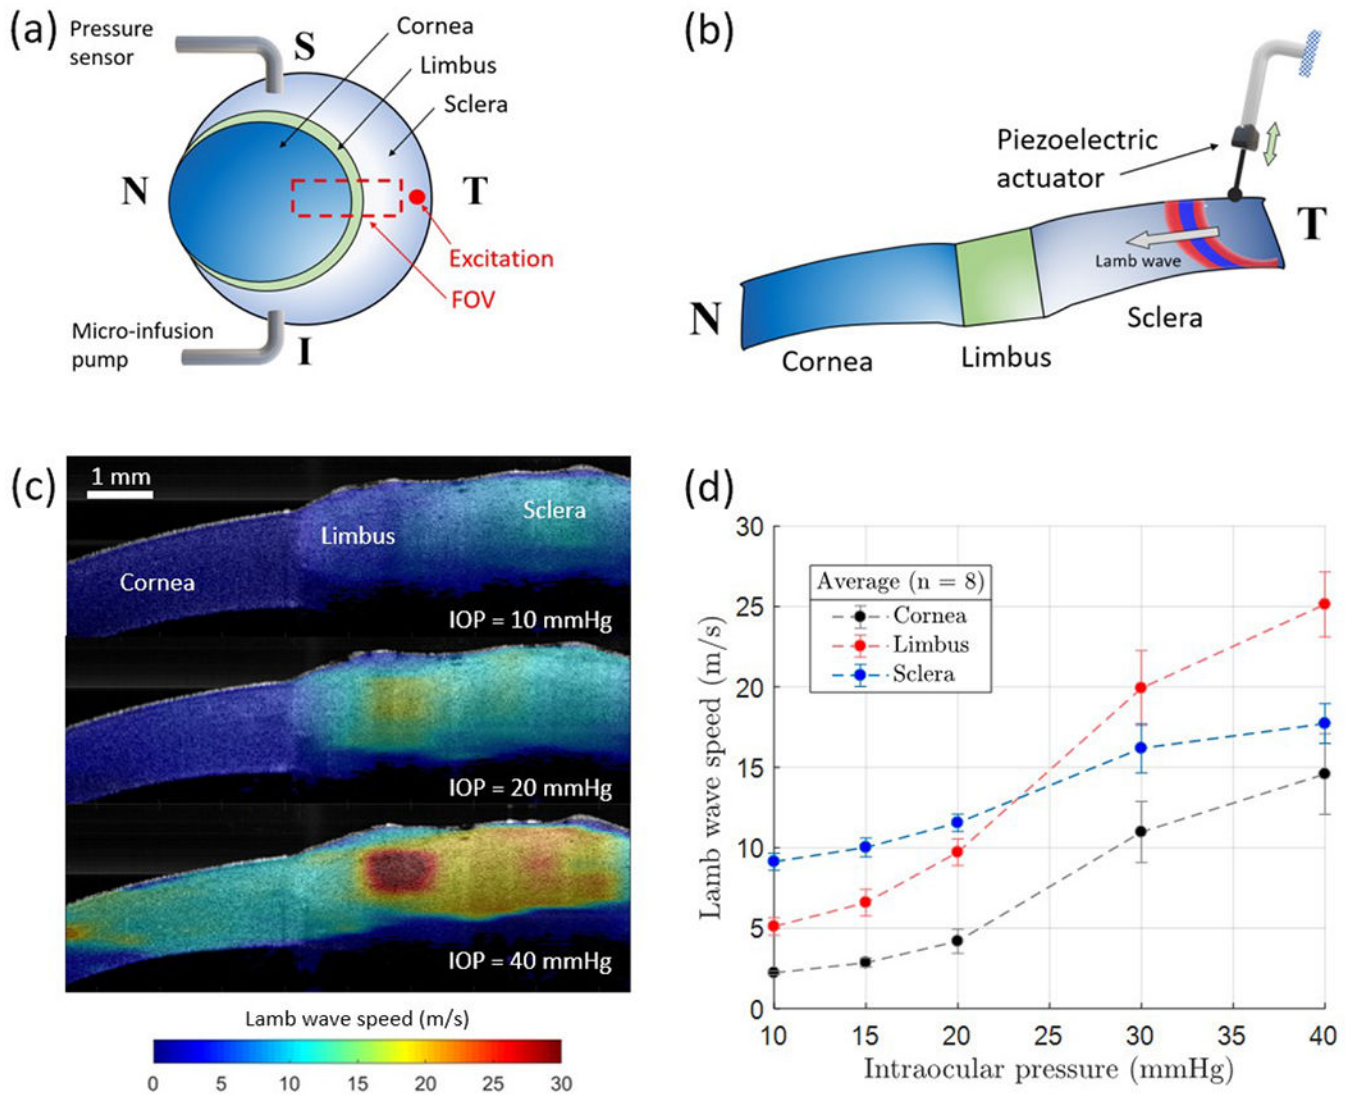 (a)
Pressure
sensor
S
Cornea
Limbus
Sclera
N
T
Excitation
FOV
Micro-infusion
pump
I
(b)
Piezoelectric
actuator
T
Lamb wave
N
Sclera
Cornea
Limbus
(c)
1 mm
Sclera
Limbus
Cornea
IOP = 10 mmHg
IOP = 20 mmHg
IOP = 40 mmHg
Lamb wave speed (m/s)
0 5 10 15 20 25 30
(d)
30
25
20
15
10
5
0
Lamb wave speed (m/s)
Average (n = 8)
Cornea
Limbus
Sclera
10 15 20 25 30 35 40
Intraocular pressure (mmHg)